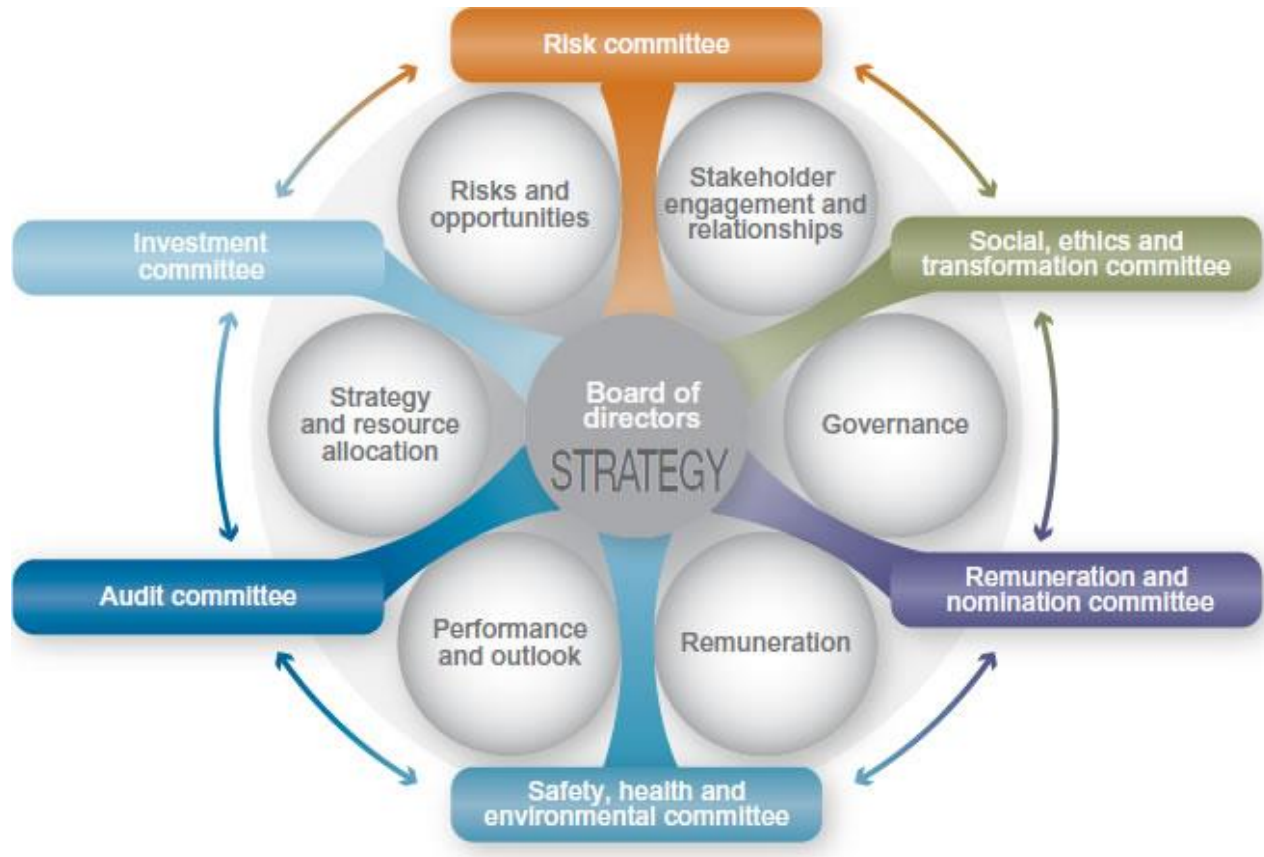 Risk committee
Risks and
opportunities
Stakeholder
engagement and
relationships
Investment
committee
Social, ethics and
transformation committee
Strategy
and resource
allocation
Board of
directors
STRATEGY
Governance
Audit committee
Remuneration and
nomination committee
Performance
and outlook
Remuneration
Safety, health and
environmental committee